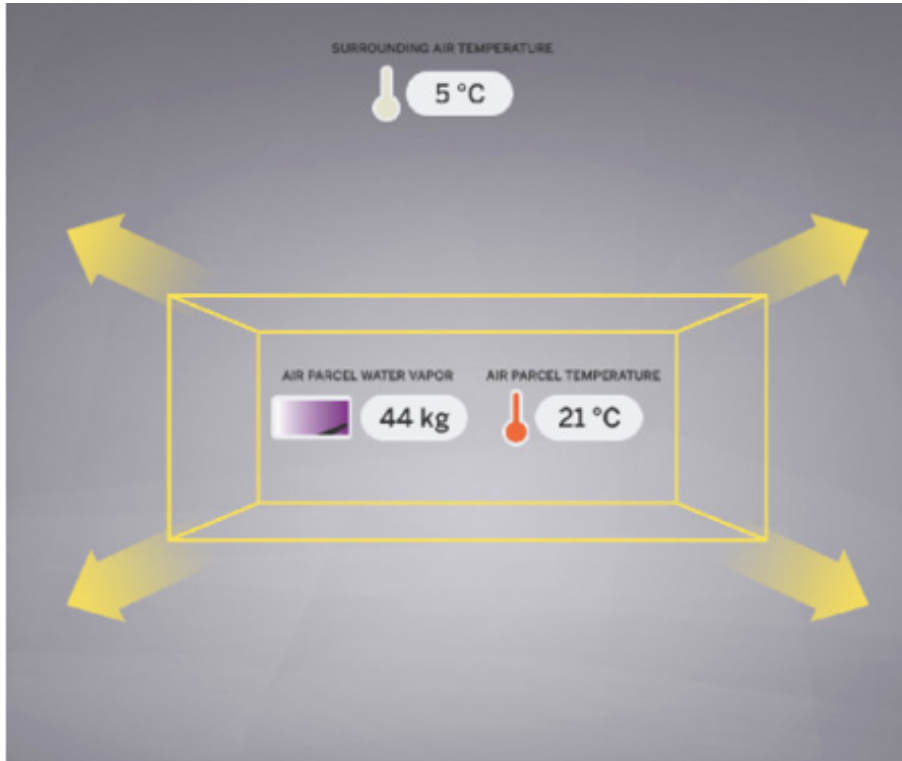 SURROUNDING AIR TEMPERATURE
5 °C
AIR PARCEL WATER VAPOR AIR PARCEL TEMPERATURE
44 kg 21 °C